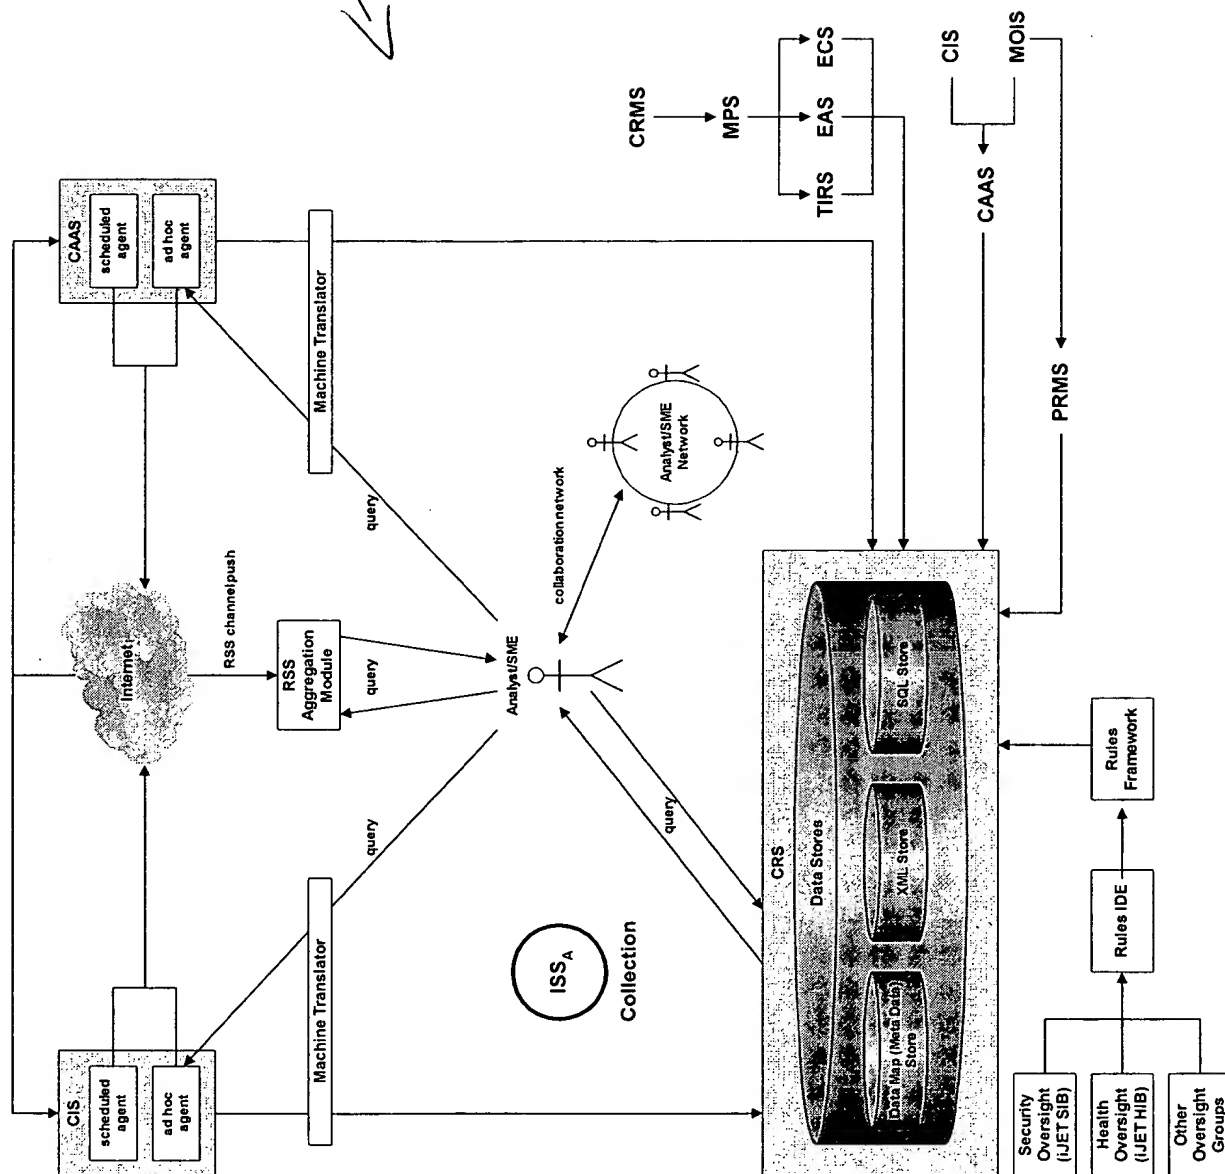 CIS
scheduled
agent
ad hoc
agent
Internet
RSS channel push
CAAS
scheduled
agent
ad hoc
agent
Machine Translator
RSS
Aggregation
Module
Machine Translator
query
query
query
Analyst/SME
collaboration network
Analyst/SME
Network
ISS A
Collection
query
CRS
Data Stores
Data Map (Meta Data)
Store
XML Store
SQL Store
CRMS
MPS
TIRS
EAS
ECS
CIS
MOIS
CAAS
PRMS
Security
Oversight
(iJET SIB)
Health
Oversight
(iJET HIB)
Other
Oversight
Groups
Rules IDE
Rules
Framework